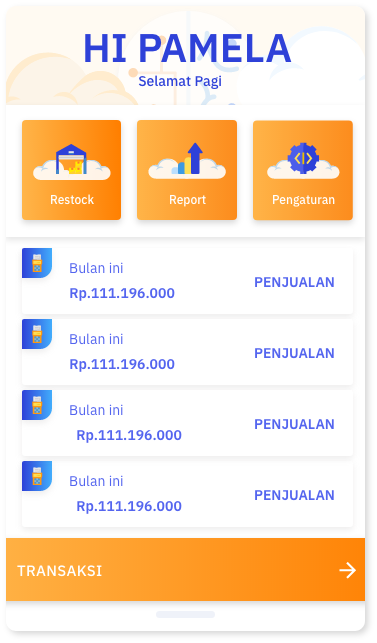 HI PAMELA
Selamat Pagi
Restock
Report
Pengaturan
Bulan ini
Rp.111.196.000
PENJUALAN
Bulan ini
Rp.111.196.000
PENJUALAN
Bulan ini
Rp.111.196.000
PENJUALAN
Bulan ini
Rp.111.196.000
PENJUALAN
TRANSAKSI